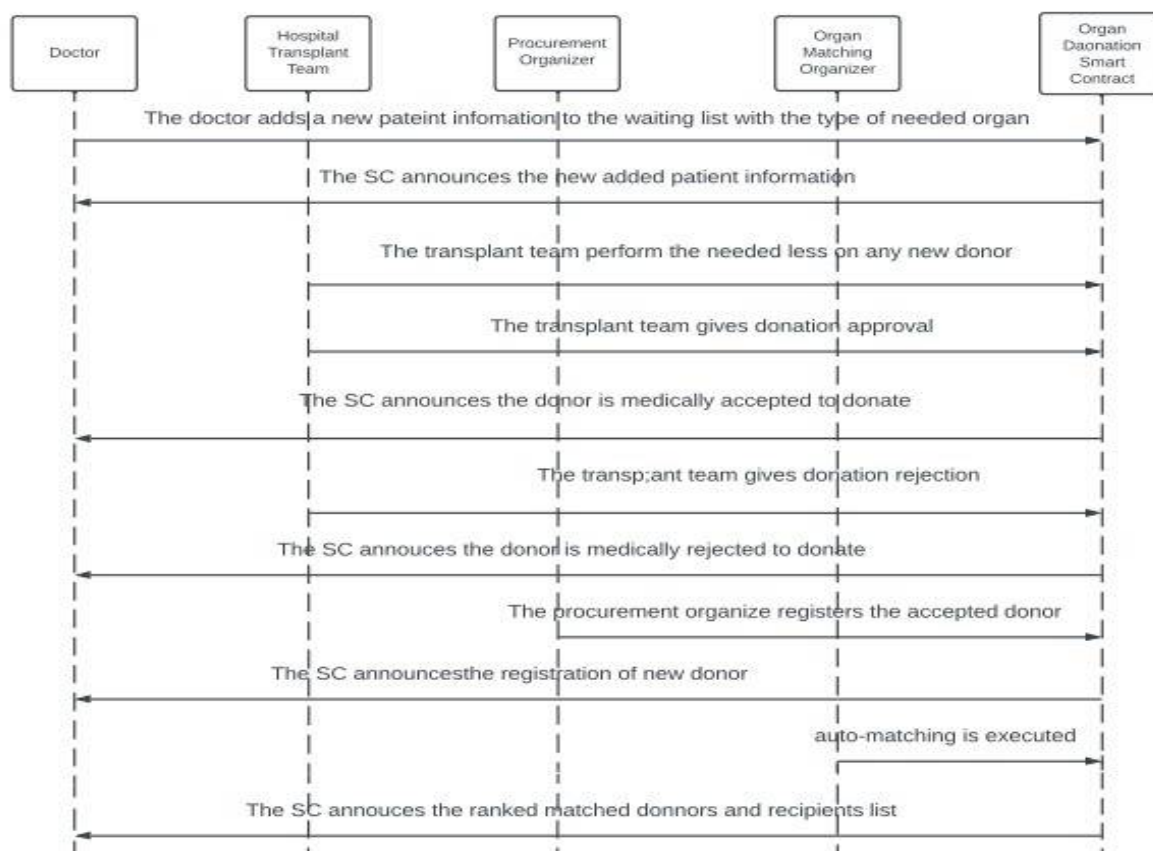 Doctor
Hospital
Transplant
Team
Procurement
Organizer
Organ
Matching
Organizer
Organ
Daonation
Smart
Contract
The doctor adds a new pateint infomation to the waiting list with the type of needed organ
The SC announces the new added patient information
The transplant team perform the needed less on any new donor
The transplant team gives donation approval
The SC announces the donor is medically accepted to donate
The transp;ant team gives donation rejection
The SC annouces the donor is medically rejected to donate
The procurement organize registers the accepted donor
The SC announcesthe registration of new donor
auto-matching is executed
The SC annouces the ranked matched donnors and recipients list